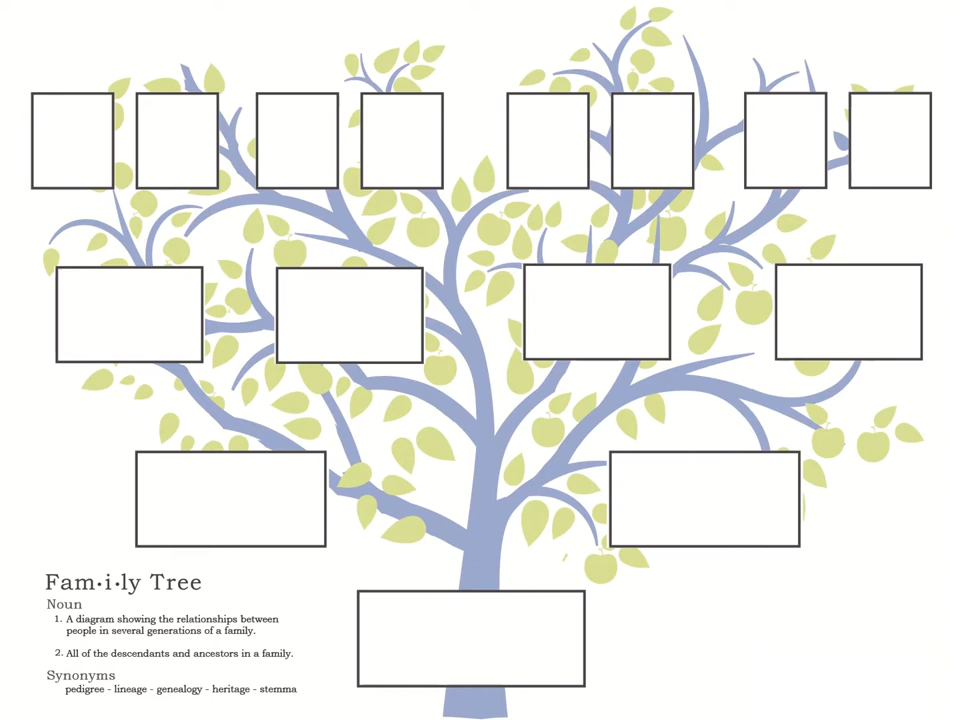 Fam•i•ly Tree
Noun
1. A diagram showing the relationships between
people in several generations of a family.
2. All of the descendants and ancestors in a family.
Synonyms
pedigree - lineage - genealogy - heritage - stemma